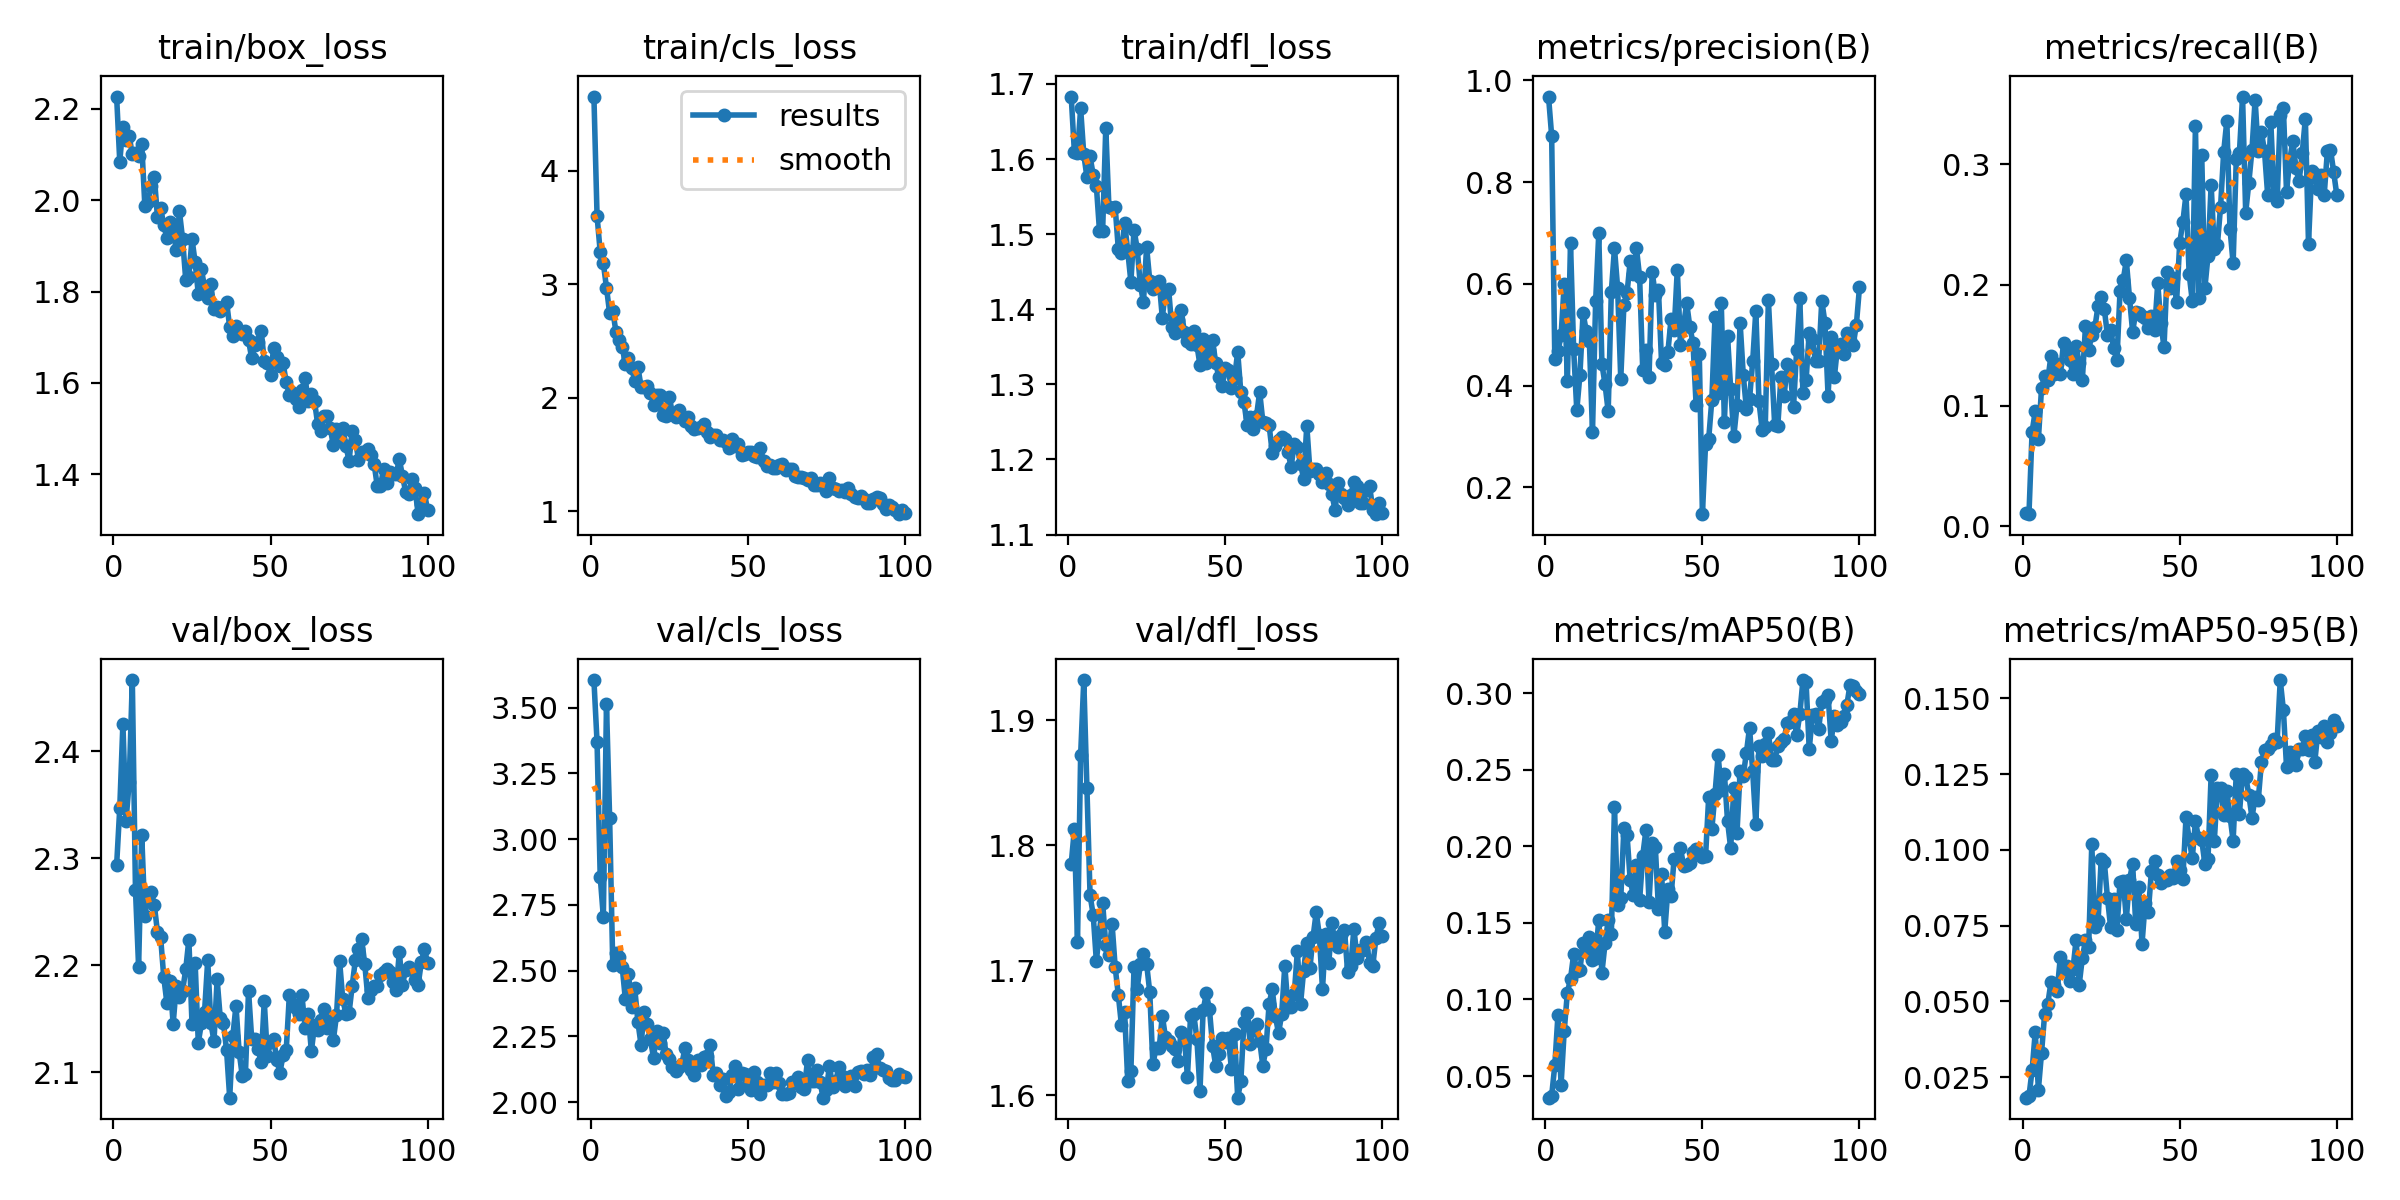 train/box_loss
2.2
2.0
1.8
1.6
1.4
0 50 100
train/cls_loss
results
smooth
4
3
2
1
0 50 100
train/dfl_loss
1.7
1.6
1.5
1.4
1.3
1.2
1.1
0 50 100
metrics/precision(B)
1.0
0.8
0.6
0.4
0.2
0 50 100
metrics/recall(B)
0.3
0.2
0.1
0.0
0 50 100
val/box_loss
2.4
2.3
2.2
2.1
0 50 100
val/cls_loss
3.50
3.25
3.00
2.75
2.50
2.25
2.00
0 50 100
val/dfl_loss
1.9
1.8
1.7
1.6
0 50 100
metrics/mAP50(B)
0.30
0.25
0.20
0.15
0.10
0.05
0 50 100
metrics/mAP50-95(B)
0.150
0.125
0.100
0.075
0.050
0.025
0 50 100